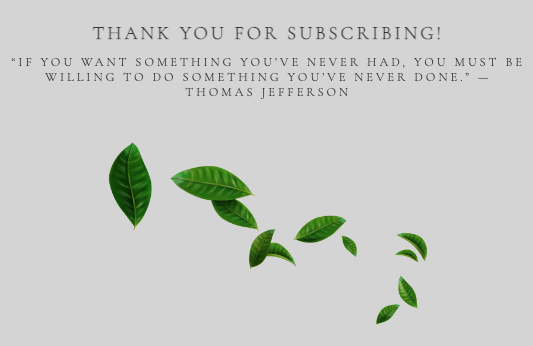 THANK YOU FOR SUBSCRIBING!
“IF YOU WANT SOMETHING YOU’VE NEVER HAD, YOU MUST BE
WILLING TO DO SOMETHING YOU’VE NEVER DONE.” —
THOMAS JEFFERSON